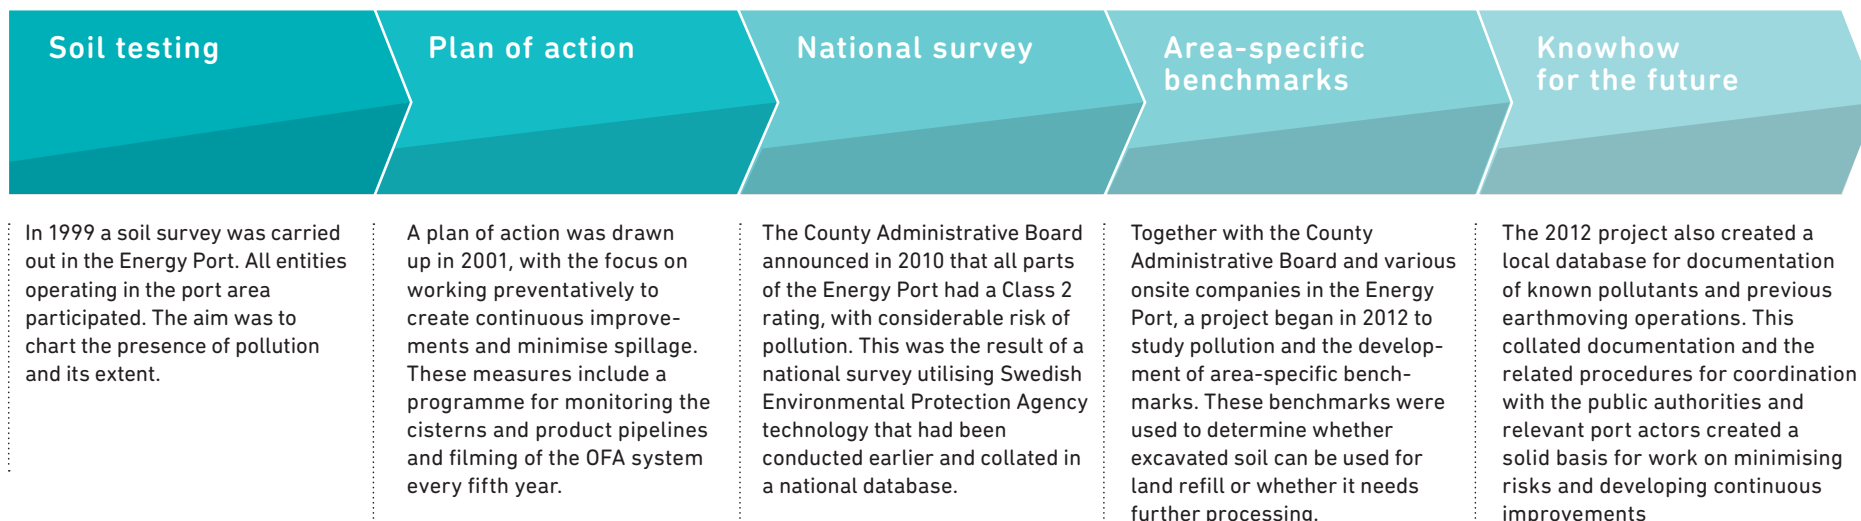 Soil testing
In 1999 a soil survey was carried
out in the Energy Port. All entities
operating in the port area
participated. The aim was to
chart the presence of pollution
and its extent.
Plan of action
A plan of action was drawn
up in 2001, with the focus on
working preventatively to
create continuous improve-
ments and minimise spillage.
These measures include a
programme for monitoring the
cisterns and product pipelines
and filming of the OFA system
every fifth year.
National survey
The County Administrative Board
announced in 2010 that all parts
of the Energy Port had a Class 2
rating, with considerable risk of
pollution. This was the result of a
national survey utilising Swedish
Environmental Protection Agency
technology that had been
conducted earlier and collated in
a national database.
Area-specific
benchmarks
Together with the County
Administrative Board and various
onsite companies in the Energy
Port, a project began in 2012 to
study pollution and the develop-
ment of area-specific bench-
marks. These benchmarks were
used to determine whether
excavated soil can be used for
land refill or whether it needs
further processing.
Knowhow
for the future
The 2012 project also created a
local database for documentation
of known pollutants and previous
earthmoving operations. This
collated documentation and the
related procedures for coordination
with the public authorities and
relevant port actors created a
solid basis for work on minimising
risks and developing continuous
improvements